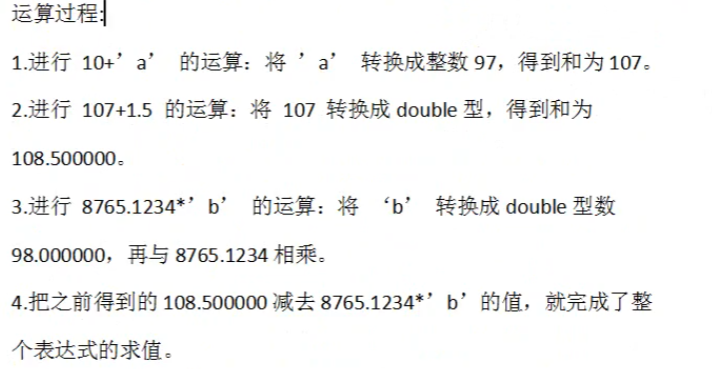 运算过程:
1.进行 10+’a’ 的运算：将 ’a’ 转换成整数 97，得到和为 107。
2.进行 107+1.5 的运算：将 107 转换成 double 型，得到和为
108.500000。
3.进行 8765.1234*’b’ 的运算：将 ‘b’ 转换成 double 型数
98.000000，再与 8765.1234 相乘。
4.把之前得到的 108.500000 减去 8765.1234*’b’的值，就完成了整
个表达式的求值。